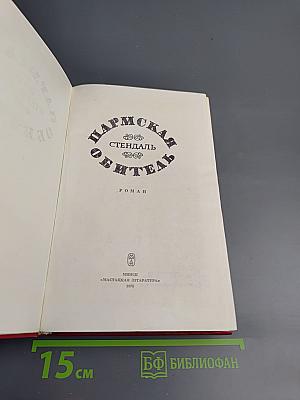 ПАРМСКАЯ
СТЕНДАЛЬ
ОБИТЕЛЬ
РОМАН
МИНСК
«МАСТАЦКАЯ ЛІТАРАТУРА»
15 см
БФ БИБЛИОФАН